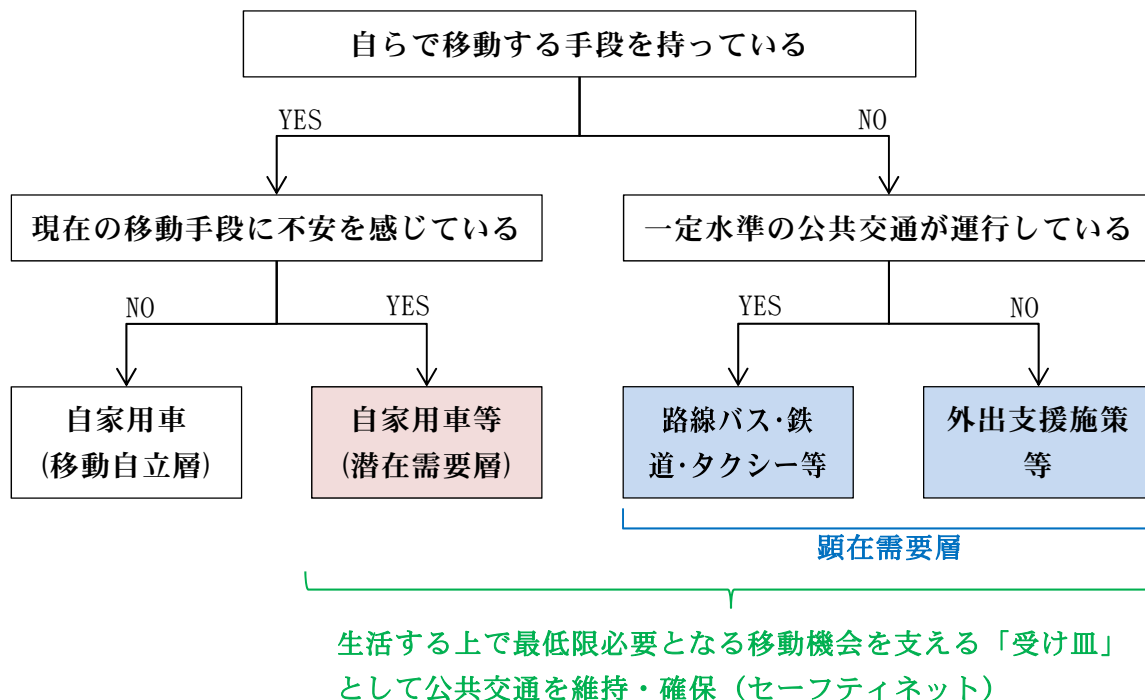 自らで移動する手段を持っている
YES
NO
現在の移動手段に不安を感じている
一定水準の公共交通が運行している
NO
YES
YES
NO
自家用車
(移動自立層)
自家用車等
(潜在需要層)
路線バス・鉄
道・タクシー等
外出支援施策
等
顕在需要層
生活する上で最低限必要となる移動機会を支える「受け皿」
として公共交通を維持・確保（セーフティネット）